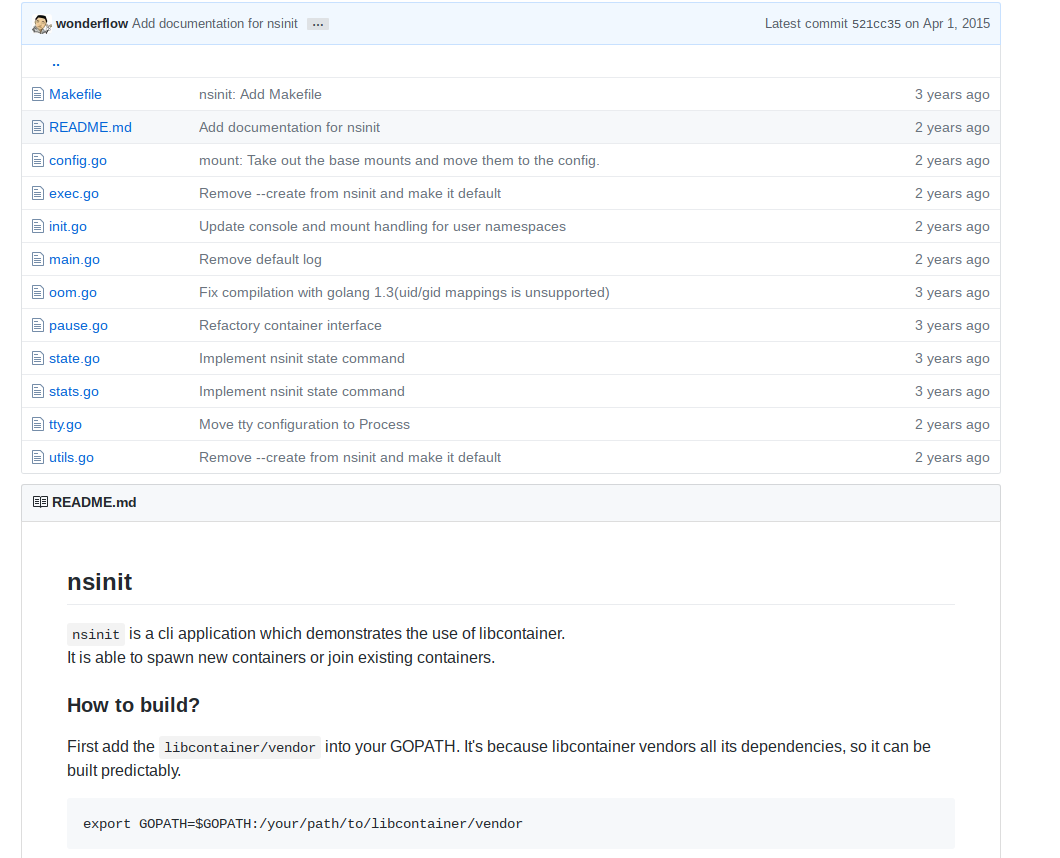 wonderflow Add documentation for nsinit … Latest commit 521cc35 on Apr 1, 2015
..
Makefile nsinit: Add Makefile 3 years ago
README.md Add documentation for nsinit 2 years ago
config.go mount: Take out the base mounts and move them to the config. 2 years ago
exec.go Remove --create from nsinit and make it default 2 years ago
init.go Update console and mount handling for user namespaces 2 years ago
main.go Remove default log 2 years ago
oom.go Fix compilation with golang 1.3(uid/gid mappings is unsupported) 3 years ago
pause.go Refactory container interface 3 years ago
state.go Implement nsinit state command 3 years ago
stats.go Implement nsinit state command 3 years ago
tty.go Move tty configuration to Process 2 years ago
utils.go Remove --create from nsinit and make it default 2 years ago
README.md
nsinit
nsinit is a cli application which demonstrates the use of libcontainer.
It is able to spawn new containers or join existing containers.
How to build?
First add the libcontainer/vendor into your GOPATH. It's because libcontainer vendors all its dependencies, so it can be
built predictably.
export GOPATH=$GOPATH:/your/path/to/libcontainer/vendor